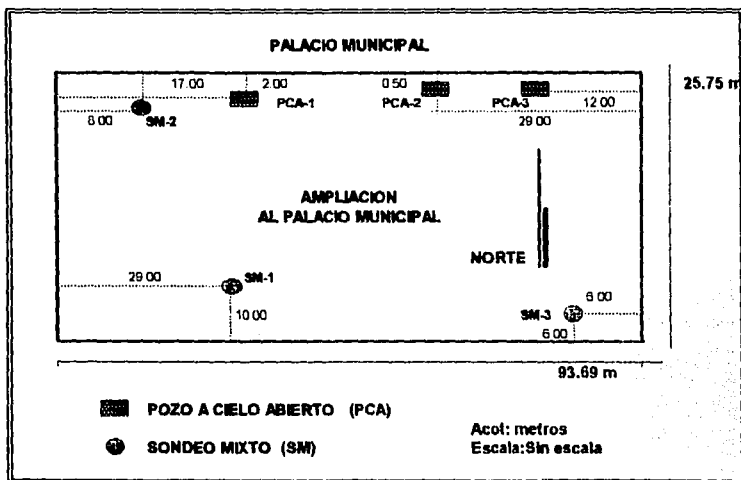 PALACIO MUNICIPAL
17.00 2.00 0.50
25.75 m
PCA-1 PCA-2 PCA-3
12.00
8.00 SM-2
29.00
AMPLIACION
AL PALACIO MUNICIPAL
NORTE
29.00 SM-1
10.00
6.00
SM-3
6.00
93.69 m
POZO A CIELO ABIERTO (PCA)
SONDEO MIXTO (SM)
Acot: metros
Escala:Sin escala